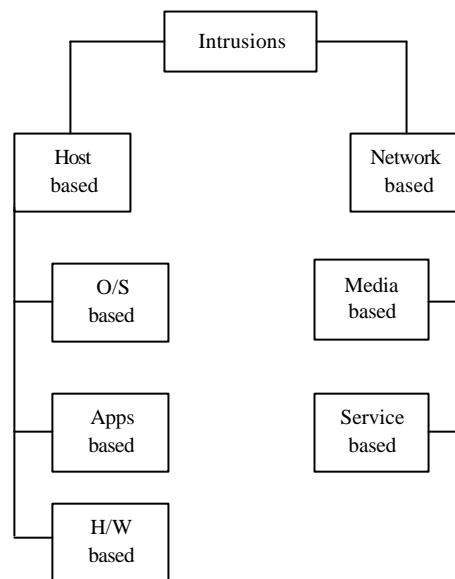 Intrusions
Host
based
Network
based
O/S
based
Media
based
Apps
based
Service
based
H/W
based